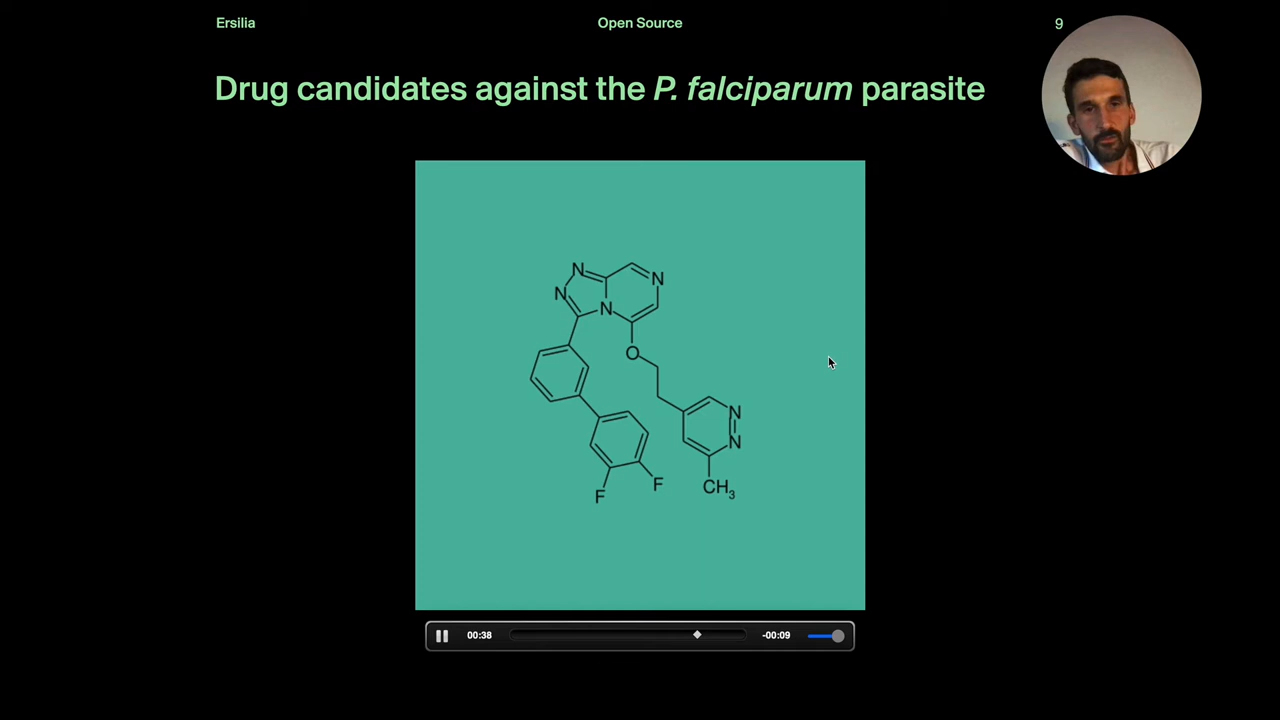 Ersilia
Open Source
9
Drug candidates against the P. falciparum parasite
N
N
N
N
O
N
N
F
F
CH₃
00:38
-00:09